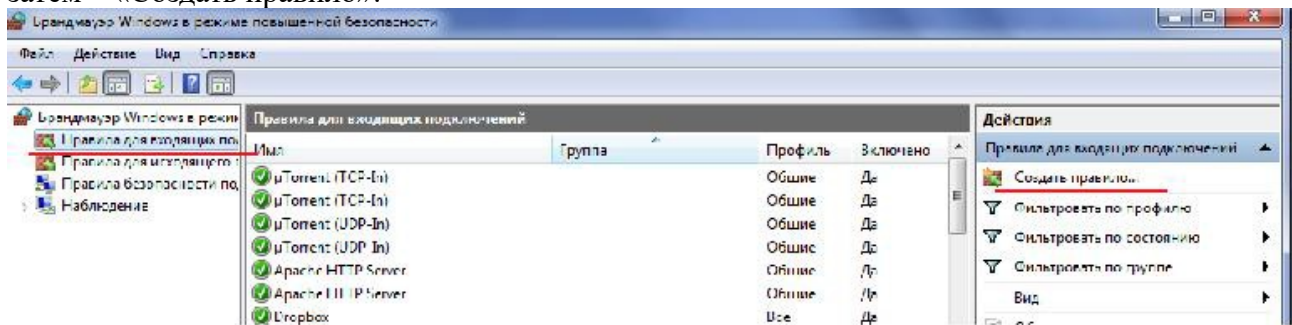 затем – «Создать правило».
Брандмауэр Windows в режиме повышенной безопасности
Файл Действие Вид Справка
Брандмауэр Windows в режим
Правила для входящих по
Правила для исходящего
Правила безопасности по
Наблюдение
Правила для входящих подключений
Имя Группа Профиль Включено
µTorrent (TCP-In) Общие Да
µTorrent (TCP-In) Общие Да
µTorrent (UDP-In) Общие Да
µTorrent (UDP-In) Общие Да
Apache HTTP Server Общие Да
Apache HTTP Server Общие Да
Dropbox Все Да
Действия
Правила для входящих подключений
Создать правило...
Фильтровать по профилю
Фильтровать по состоянию
Фильтровать по группе
Вид